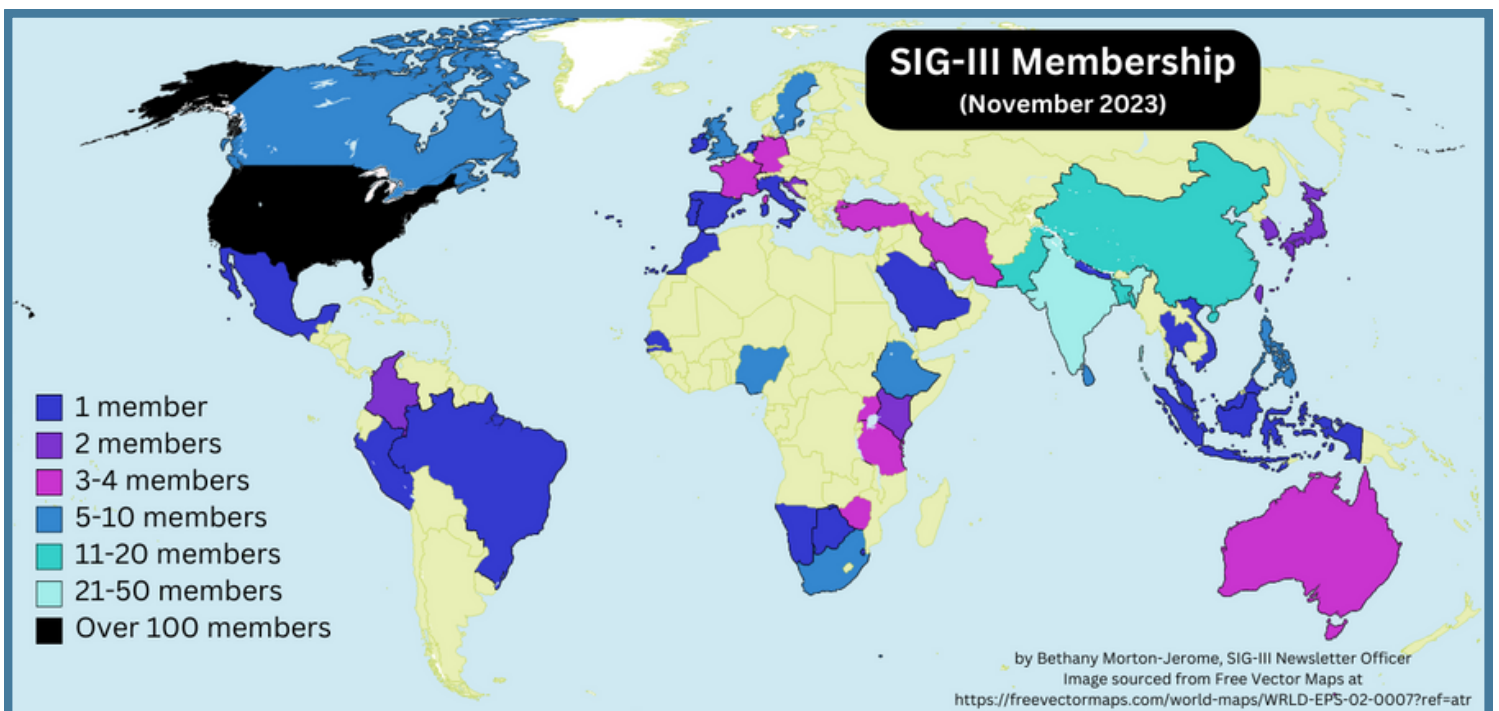 SIG-III Membership
(November 2023)
1 member
2 members
3-4 members
5-10 members
11-20 members
21-50 members
Over 100 members
by Bethany Morton-Jerome, SIG-III Newsletter Officer
Image sourced from Free Vector Maps at
https://freevectormaps.com/world-maps/WRLD-EPS-02-0007?ref=atr